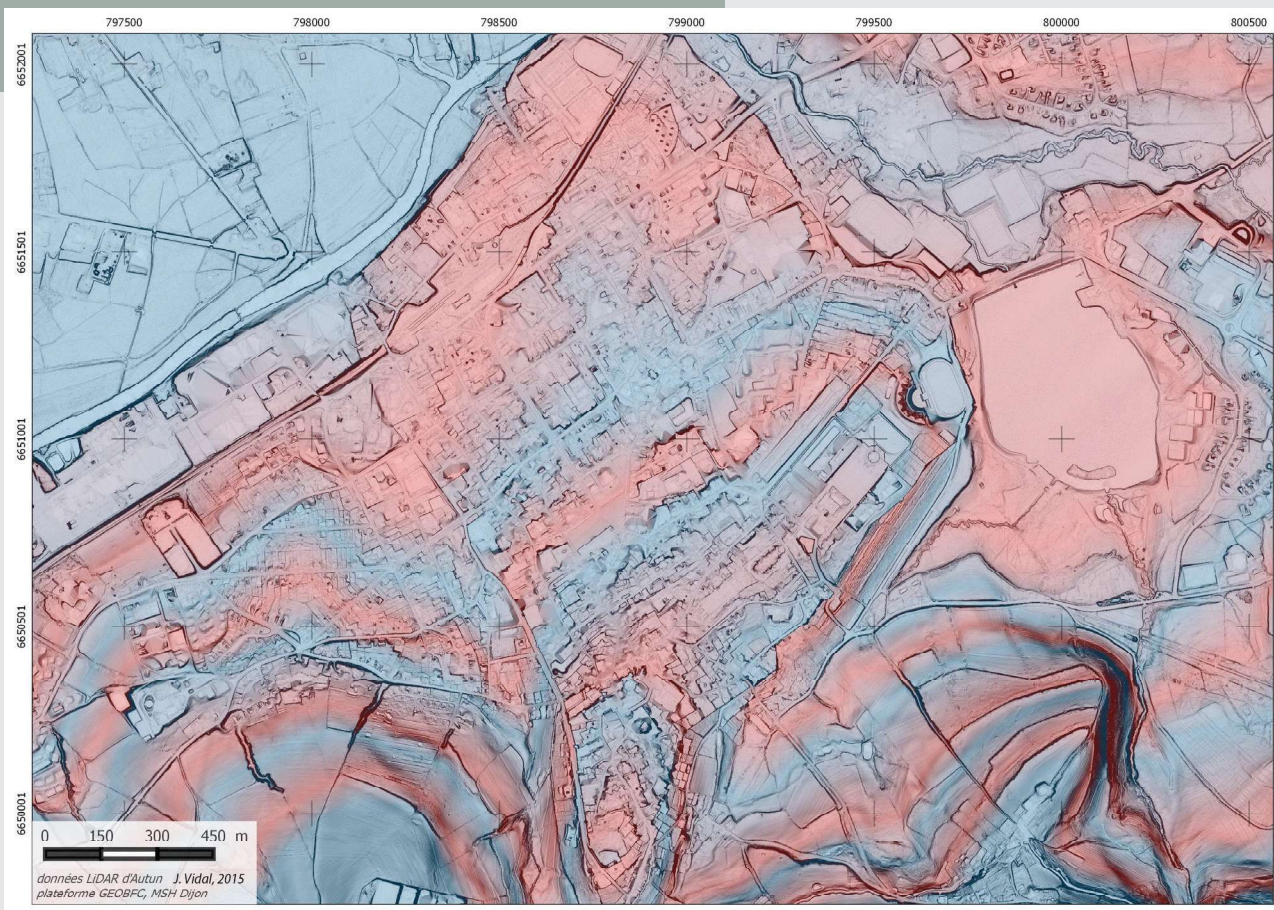 797500 798000 798500 799000 799500 800000 800500
6652001
6651501
6651001
6650501
6650001
0 150 300 450 m
données LiDAR d'Autun J. Vidal, 2015
plateforme GEOBFC, MSH Dijon